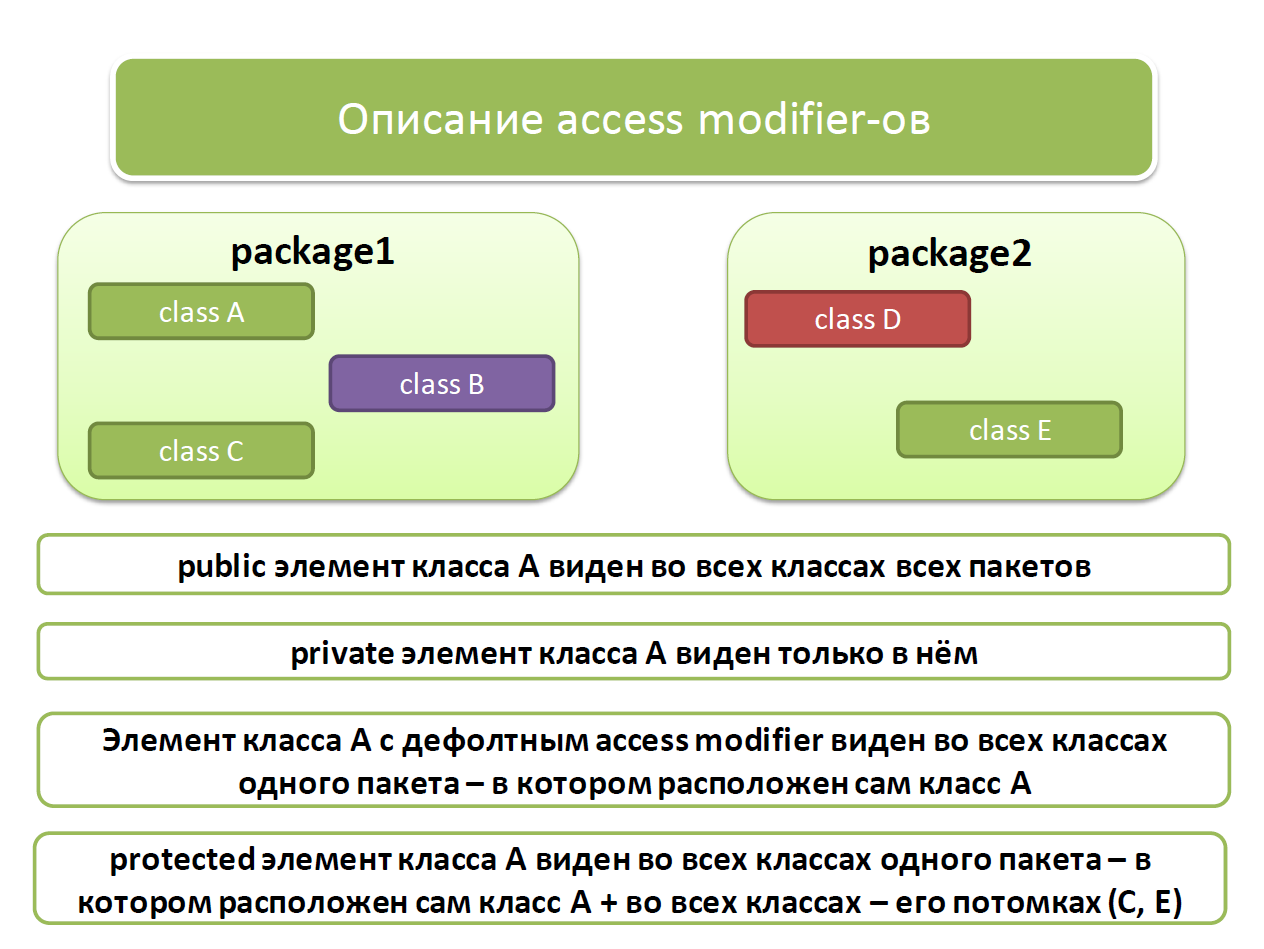 Описание access modifier-ов
package1
class A
class B
class C
package2
class D
class E
public элемент класса А виден во всех классах всех пакетов
private элемент класса А виден только в нём
Элемент класса А с дефолтным access modifier виден во всех классах
одного пакета – в котором расположен сам класс А
protected элемент класса А виден во всех классах одного пакета – в
котором расположен сам класс А + во всех классах – его потомках (C, E)